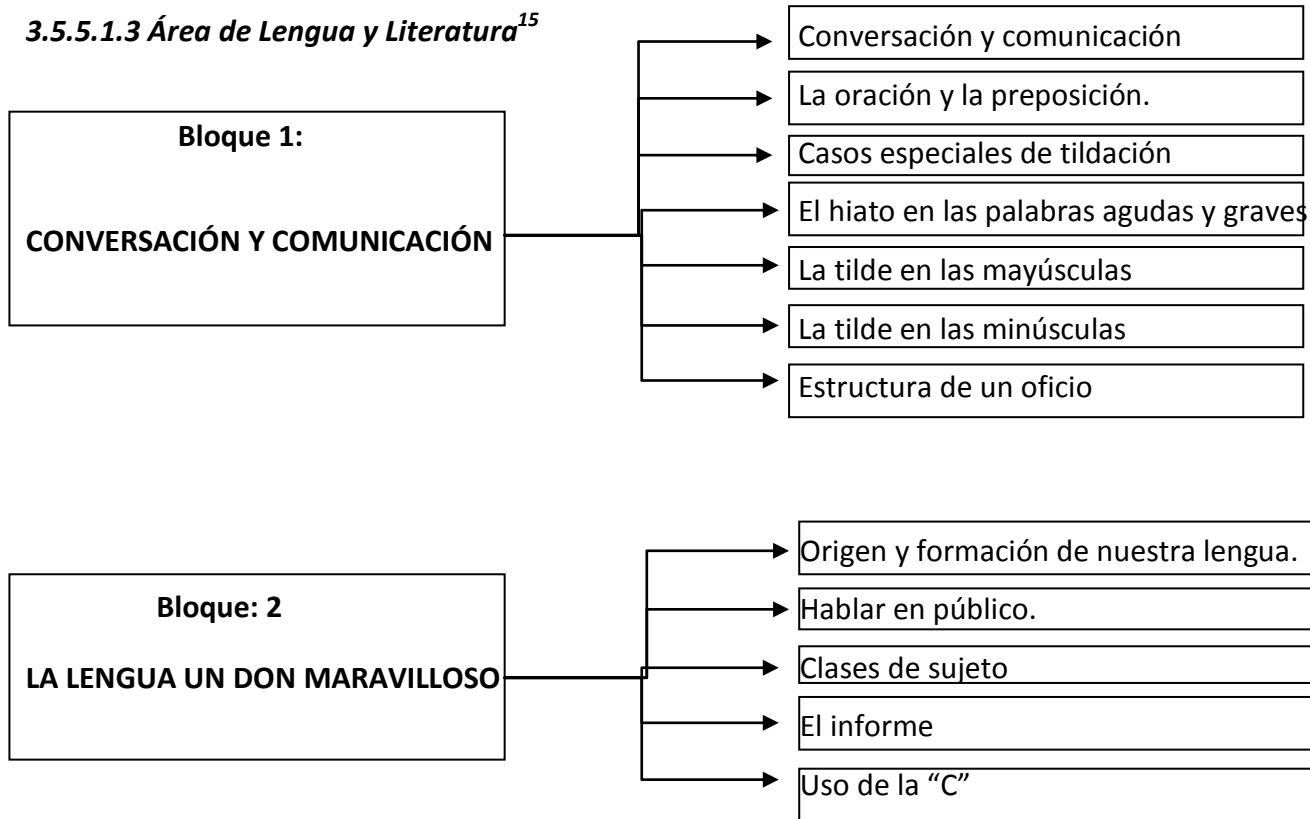 3.5.5.1.3 Área de Lengua y Literatura15
Bloque 1:
CONVERSACIÓN Y COMUNICACIÓN
Conversación y comunicación
La oración y la preposición.
Casos especiales de tildación
El hiato en las palabras agudas y graves
La tilde en las mayúsculas
La tilde en las minúsculas
Estructura de un oficio
Bloque: 2
LA LENGUA UN DON MARAVILLOSO
Origen y formación de nuestra lengua.
Hablar en público.
Clases de sujeto
El informe
Uso de la “C”